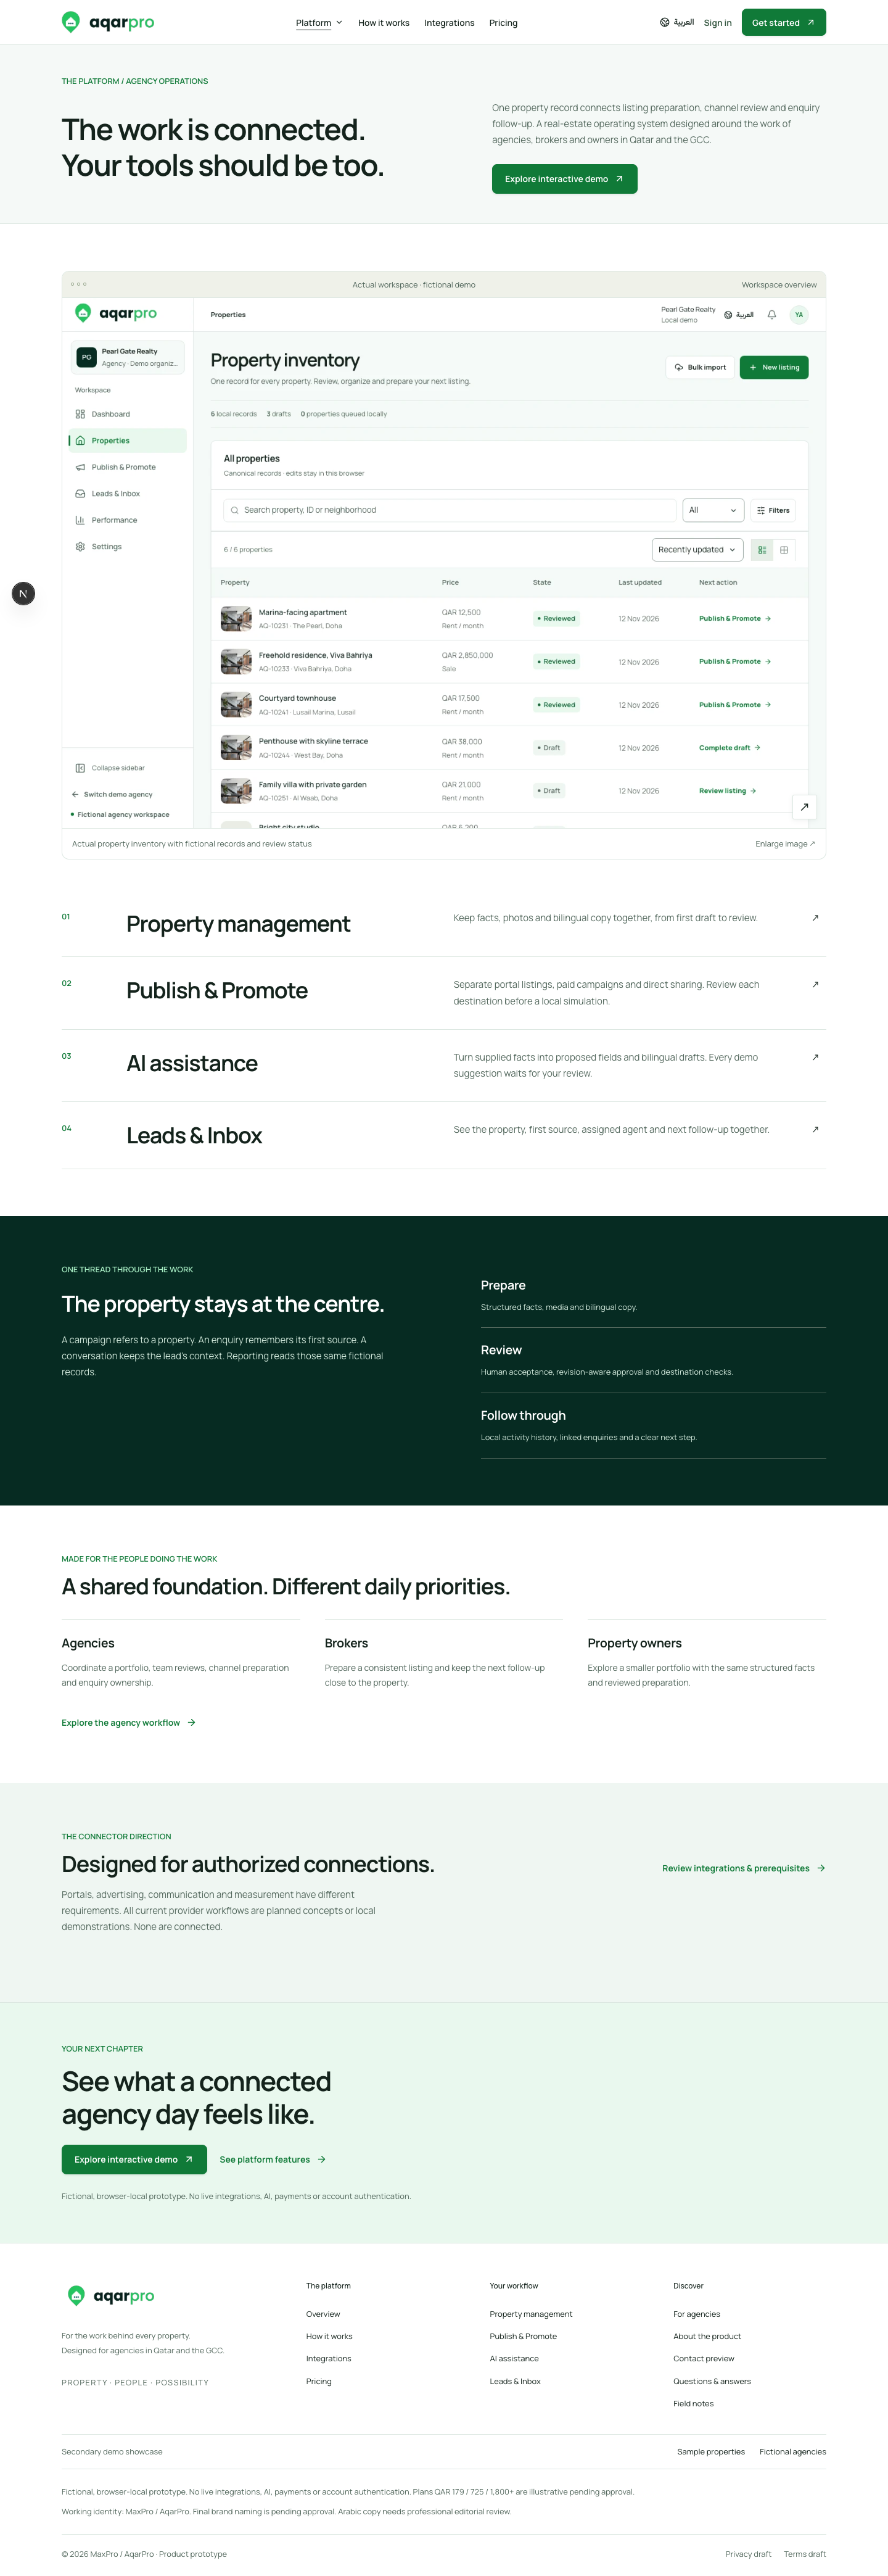 aqarpro
Platform
How it works
Integrations
Pricing
العربية
Sign in
Get started
THE PLATFORM / AGENCY OPERATIONS
The work is connected.
Your tools should be too.
One property record connects listing preparation, channel review and enquiry
follow-up. A real-estate operating system designed around the work of
agencies, brokers and owners in Qatar and the GCC.
Explore interactive demo
Actual workspace · fictional demo
Workspace overview
aqarpro
Properties
Pearl Gate Realty
Local demo
العربية
YA
PG
Pearl Gate Realty
Agency · Demo organiz...
Workspace
Dashboard
Properties
Publish & Promote
Leads & Inbox
Performance
Settings
Collapse sidebar
Switch demo agency
Fictional agency workspace
Property inventory
One record for every property. Review, organize and prepare your next listing.
Bulk import
New listing
6 local records 3 drafts 0 properties queued locally
All properties
Canonical records · edits stay in this browser
Search property, ID or neighborhood
All
Filters
6 / 6 properties
Recently updated
Property Price State Last updated Next action
Marina-facing apartment
AQ-10231 · The Pearl, Doha
QAR 12,500
Rent / month
Reviewed
12 Nov 2026
Publish & Promote
Freehold residence, Viva Bahriya
AQ-10233 · Viva Bahriya, Doha
QAR 2,850,000
Sale
Reviewed
12 Nov 2026
Publish & Promote
Courtyard townhouse
AQ-10241 · Lusail Marina, Lusail
QAR 17,500
Rent / month
Reviewed
12 Nov 2026
Publish & Promote
Penthouse with skyline terrace
AQ-10244 · West Bay, Doha
QAR 38,000
Rent / month
Draft
12 Nov 2026
Complete draft
Family villa with private garden
AQ-10251 · Al Waab, Doha
QAR 21,000
Rent / month
Draft
12 Nov 2026
Review listing
Bright city studio
QAR 6,200
Actual property inventory with fictional records and review status
Enlarge image ↗
N
01
Property management
Keep facts, photos and bilingual copy together, from first draft to review.
↗
02
Publish & Promote
Separate portal listings, paid campaigns and direct sharing. Review each
destination before a local simulation.
↗
03
AI assistance
Turn supplied facts into proposed fields and bilingual drafts. Every demo
suggestion waits for your review.
↗
04
Leads & Inbox
See the property, first source, assigned agent and next follow-up together.
↗
ONE THREAD THROUGH THE WORK
The property stays at the centre.
A campaign refers to a property. An enquiry remembers its first source. A
conversation keeps the lead's context. Reporting reads those same fictional
records.
Prepare
Structured facts, media and bilingual copy.
Review
Human acceptance, revision-aware approval and destination checks.
Follow through
Local activity history, linked enquiries and a clear next step.
MADE FOR THE PEOPLE DOING THE WORK
A shared foundation. Different daily priorities.
Agencies
Coordinate a portfolio, team reviews, channel preparation
and enquiry ownership.
Explore the agency workflow
Brokers
Prepare a consistent listing and keep the next follow-up
close to the property.
Property owners
Explore a smaller portfolio with the same structured facts
and reviewed preparation.
THE CONNECTOR DIRECTION
Designed for authorized connections.
Portals, advertising, communication and measurement have different
requirements. All current provider workflows are planned concepts or local
demonstrations. None are connected.
Review integrations & prerequisites
YOUR NEXT CHAPTER
See what a connected
agency day feels like.
Explore interactive demo
See platform features
Fictional, browser-local prototype. No live integrations, AI, payments or account authentication.
aqarpro
For the work behind every property.
Designed for agencies in Qatar and the GCC.
PROPERTY · PEOPLE · POSSIBILITY
The platform
Overview
How it works
Integrations
Pricing
Your workflow
Property management
Publish & Promote
AI assistance
Leads & Inbox
Discover
For agencies
About the product
Contact preview
Questions & answers
Field notes
Secondary demo showcase
Sample properties
Fictional agencies
Fictional, browser-local prototype. No live integrations, AI, payments or account authentication. Plans QAR 179 / 725 / 1,800+ are illustrative pending approval.
Working identity: MaxPro / AqarPro. Final brand naming is pending approval. Arabic copy needs professional editorial review.
© 2026 MaxPro / AqarPro · Product prototype
Privacy draft
Terms draft